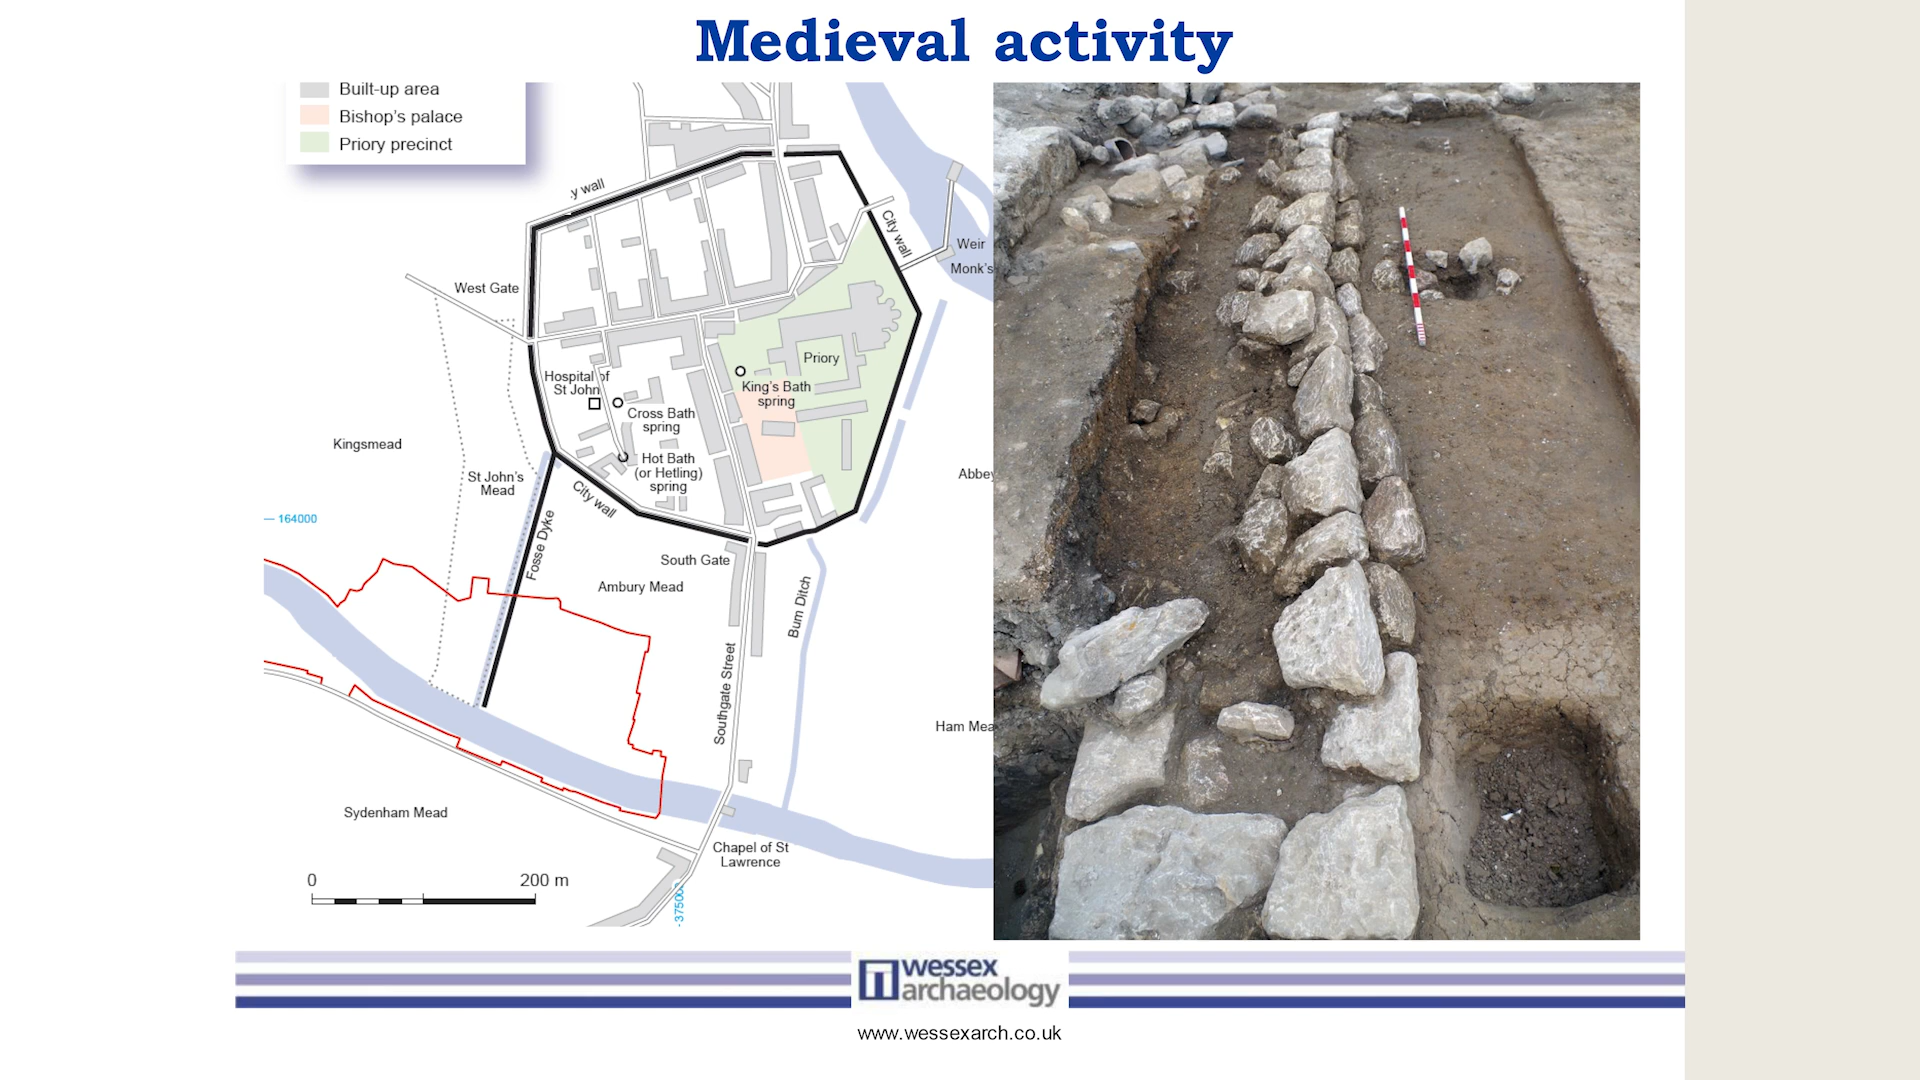 Medieval activity
Built-up area
Bishop's palace
Priory precinct
y wall
City wall
Weir
Monk's
West Gate
Priory
King's Bath
spring
Hospital of
St John
Cross Bath
spring
Hot Bath
(or Hetling)
spring
Kingsmead
St John's
Mead
City wall
Abbey
164000
Fosse Dyke
South Gate
Ambury Mead
Bum Ditch
Southgate Street
Ham Mea
Sydenham Mead
Chapel of St
Lawrence
0 200 m
wessex
archaeology
www.wessexarch.co.uk